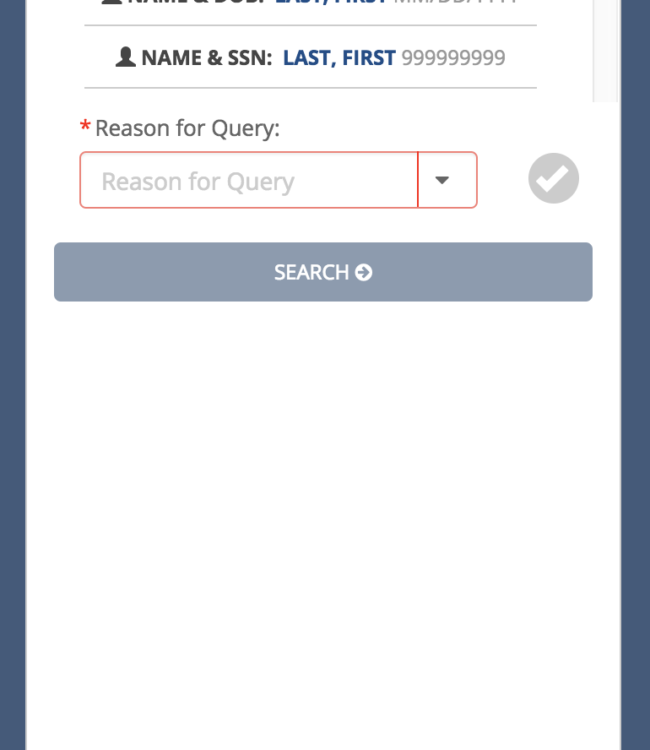 NAME & DOB: LAST, FIRST MM/DD/YYYY
NAME & SSN: LAST, FIRST 999999999
* Reason for Query:
Reason for Query
SEARCH